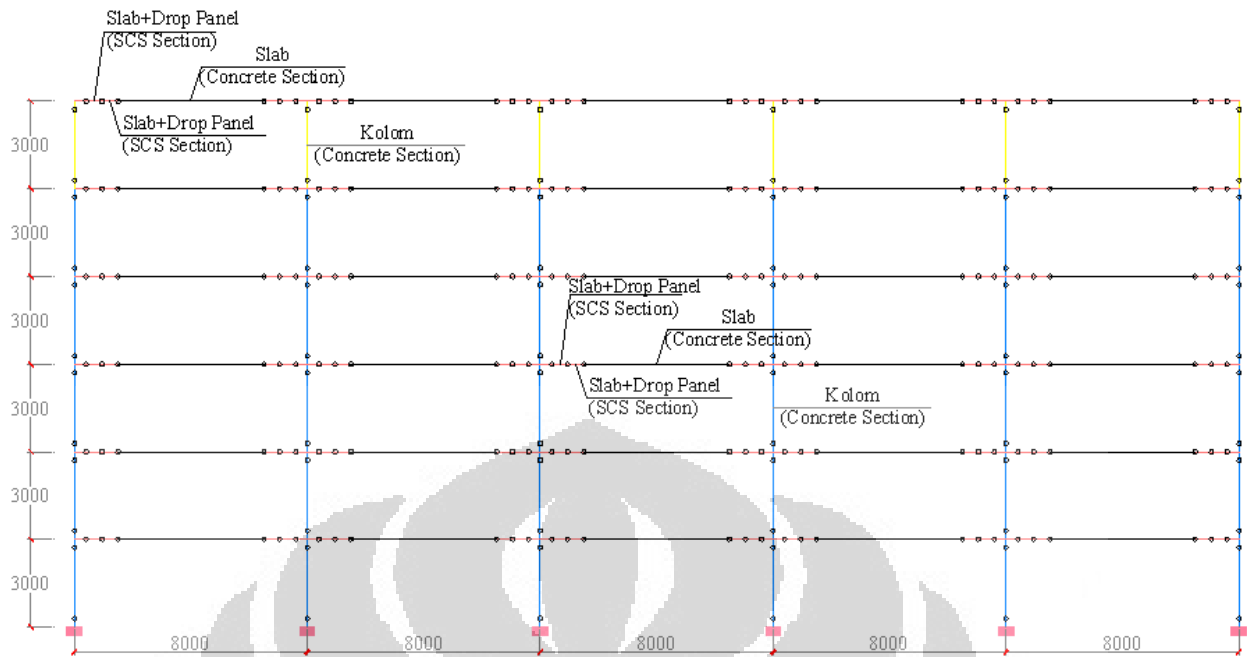 Slab+Drop Panel
(SCS Section)
Slab
(Concrete Section)
Slab+Drop Panel
(SCS Section)
Kolom
(Concrete Section)
3000
3000
3000
Slab+Drop Panel
(SCS Section)
Slab
(Concrete Section)
Slab+Drop Panel
(SCS Section)
Kolom
(Concrete Section)
3000
3000
3000
8000
8000
8000
8000
8000